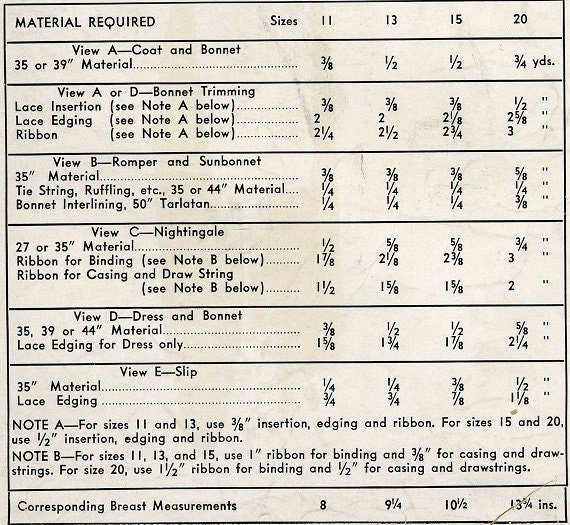 MATERIAL REQUIRED Sizes 11 13 15 20
View A—Coat and Bonnet
35 or 39" Material........ 3/8 1/2 1/2 3/4 yds.
View A or D—Bonnet Trimming
Lace Insertion (see Note A below)........ 3/8 3/8 3/8 1/2 "
Lace Edging (see Note A below)........ 2 2 2 1/8 2 5/8 "
Ribbon (see Note A below)........ 2 1/4 2 1/2 2 3/4 3 "
View B—Romper and Sunbonnet
35" Material........ 3/8 3/8 3/8 5/8 "
Tie String, Ruffling, etc., 35 or 44" Material.... 1/4 1/4 1/4 1/4 "
Bonnet Interlining, 50" Tarlatan........ 1/4 1/4 1/4 3/8 "
View C—Nightingale
27 or 35" Material........ 1/2 5/8 5/8 3/4 "
Ribbon for Binding (see Note B below)........ 1 7/8 2 1/8 2 3/8 3 "
Ribbon for Casing and Draw String
(see Note B below)........ 1 1/2 1 5/8 1 5/8 2 "
View D—Dress and Bonnet
35, 39 or 44" Material........ 3/8 1/2 1/2 5/8 "
Lace Edging for Dress only........ 1 5/8 1 3/4 1 7/8 2 1/4 "
View E—Slip
35" Material........ 1/4 1/4 3/8 1/2 "
Lace Edging........ 3/4 3/4 7/8 1 1/8 "
NOTE A—For sizes 11 and 13, use 3/8" insertion, edging and ribbon. For sizes 15 and 20,
use 1/2" insertion, edging and ribbon.
NOTE B—For sizes 11, 13, and 15, use 1" ribbon for binding and 3/8" for casing and draw-
strings. For size 20, use 1 1/2" ribbon for binding and 1/2" for casing and drawstrings.
Corresponding Breast Measurements 8 9 1/4 10 1/2 13 3/4 ins.